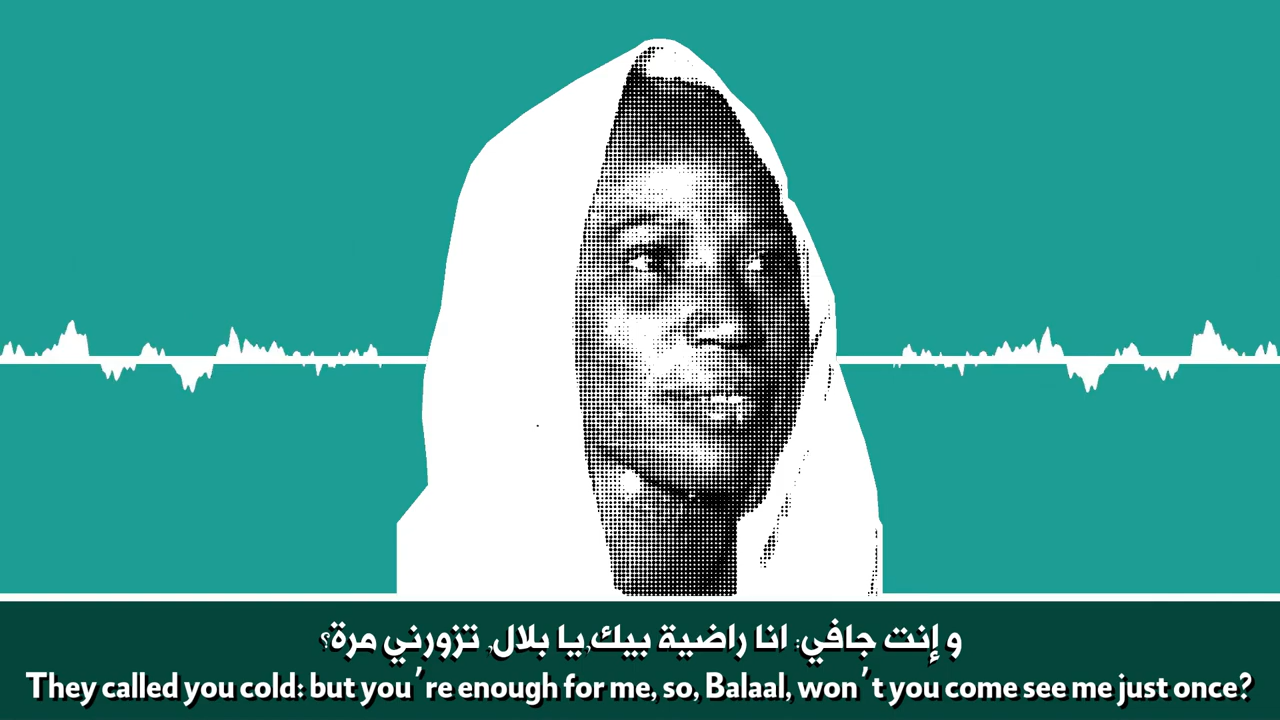 و إنت جافي; انا راضية بيك,يا بلال, تزورني مرة؟
They called you cold: but you're enough for me, so, Balaal, won't you come see me just once?